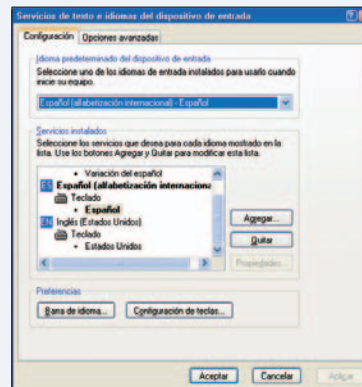 Servicios de texto e idiomas del dispositivo de entrada
Configuración Opciones avanzadas
Idioma predeterminado del dispositivo de entrada
Seleccione uno de los idiomas de entrada instalados para usarlo cuando
inicie su equipo.
Español (alfabetización internacional) - Español
Servicios instalados
Seleccione los servicios que desea para cada idioma mostrado en la
lista. Use los botones Agregar y Quitar para modificar esta lista.
• Variación del español
ES Español (alfabetización internaciona
Teclado
• Español
EN Inglés (Estados Unidos)
Teclado
• Estados Unidos
Agregar...
Quitar
Propiedades...
Preferencias
Barra de idioma... Configuración de teclas...
Aceptar Cancelar Aplicar